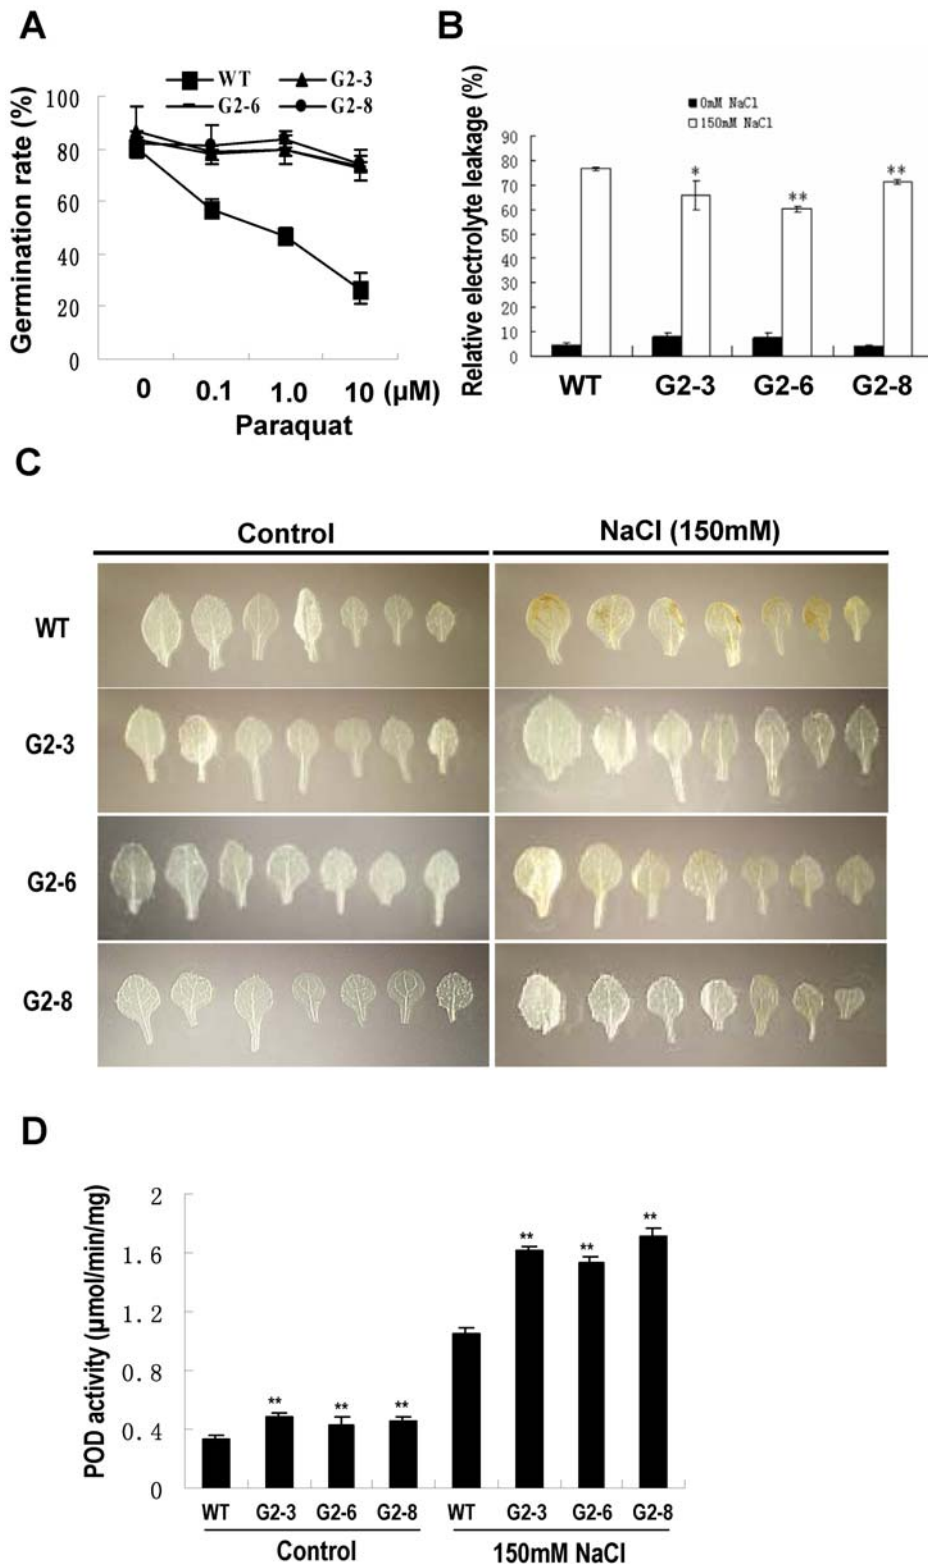 A
WT G2-3
G2-6 G2-8
Germination rate (%)
100
80
60
40
20
0
0 0.1 1.0 10 (μM)
Paraquat
B
0mM NaCl
150mM NaCl
Relative electrolyte leakage (%)
90
80
70
60
50
40
30
20
10
0
* ** **
WT G2-3 G2-6 G2-8
C
Control NaCl (150mM)
WT
G2-3
G2-6
G2-8
D
POD activity (μmol/min/mg)
2
1.6
1.2
0.8
0.4
0
** ** ** ** ** **
WT G2-3 G2-6 G2-8 WT G2-3 G2-6 G2-8
Control 150mM NaCl